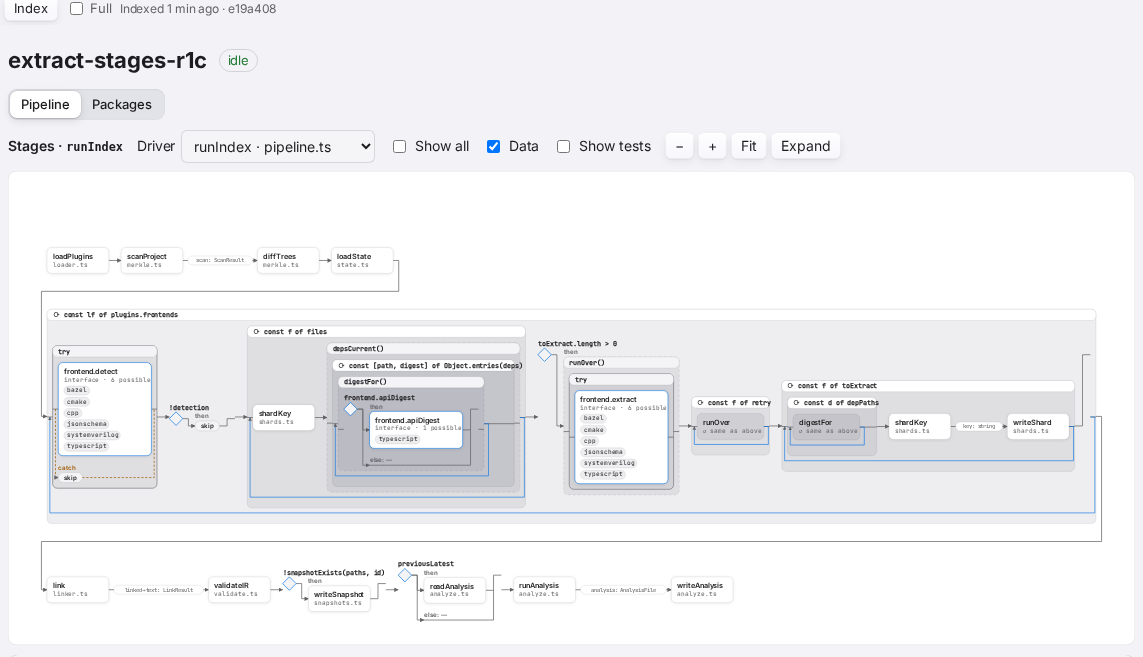 Index Full Indexed 1 min ago · e19a408
extract-stages-r1c idle
Pipeline Packages
Stages · runIndex Driver runIndex · pipeline.ts Show all Data Show tests − + Fit Expand
loadPlugins
loader.ts
scanProject
merkle.ts
scan: ScanResult
diffTrees
merkle.ts
loadState
state.ts
const lf of plugins.frontends
try
frontend.detect
interface · 6 possible
bazel
cmake
cpp
jsonschema
systemverilog
typescript
catch
skip
!detection
then
skip
const f of files
shardKey
shards.ts
depsCurrent()
const [path, digest] of Object.entries(deps)
digestFor()
frontend.apiDigest
then
frontend.apiDigest
interface · 1 possible
typescript
else: —
toExtract.length > 0
then
runOver()
try
frontend.extract
interface · 6 possible
bazel
cmake
cpp
jsonschema
systemverilog
typescript
const f of retry
runOver
same as above
const f of toExtract
const d of depPaths
digestFor
same as above
shardKey
shards.ts
key: string
writeShard
shards.ts
link
linker.ts
linked+text: LinkResult
validateIR
validate.ts
!snapshotExists(paths, id)
then
writeSnapshot
snapshots.ts
previousLatest
then
readAnalysis
analyze.ts
else: —
runAnalysis
analyze.ts
analysis: AnalysisFile
writeAnalysis
analyze.ts